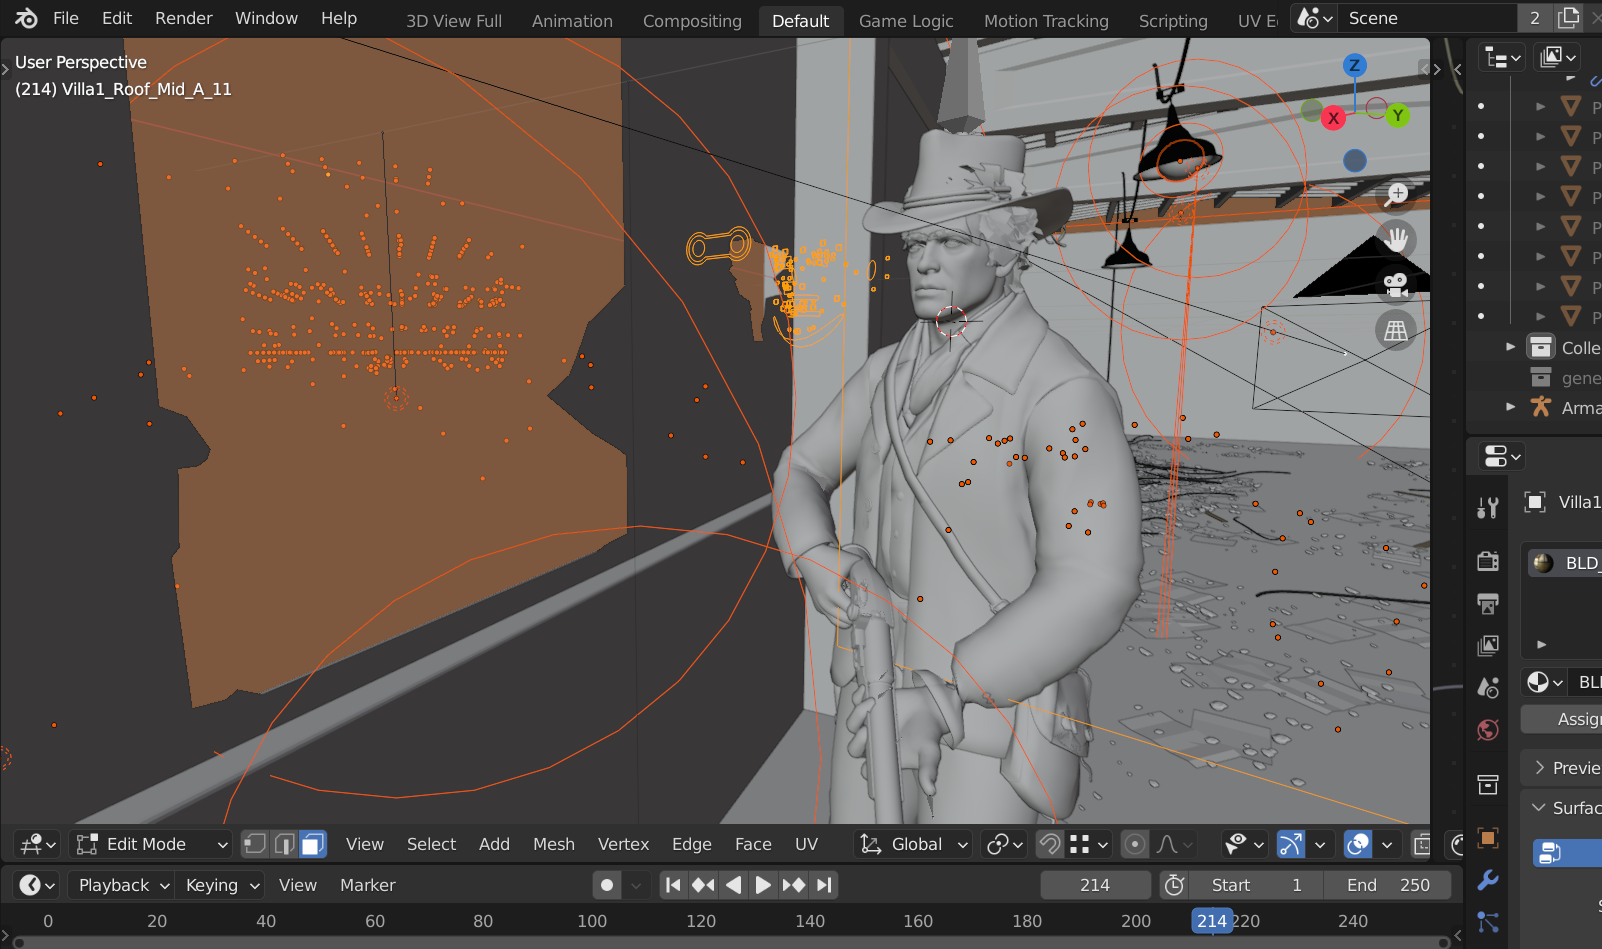 File Edit Render Window Help 3D View Full Animation Compositing Default Game Logic Motion Tracking Scripting UV E Scene 2
User Perspective
(214) Villa1_Roof_Mid_A_11
Z
X
Y
P
P
P
P
P
P
P
P
Colle
gene
Arma
Villa1
BLD_
BL
Assig
Previe
Surfac
S
Edit Mode View Select Add Mesh Vertex Edge Face UV Global
Playback Keying View Marker 214 Start 1 End 250
0 20 40 60 80 100 120 140 160 180 200 214 220 240